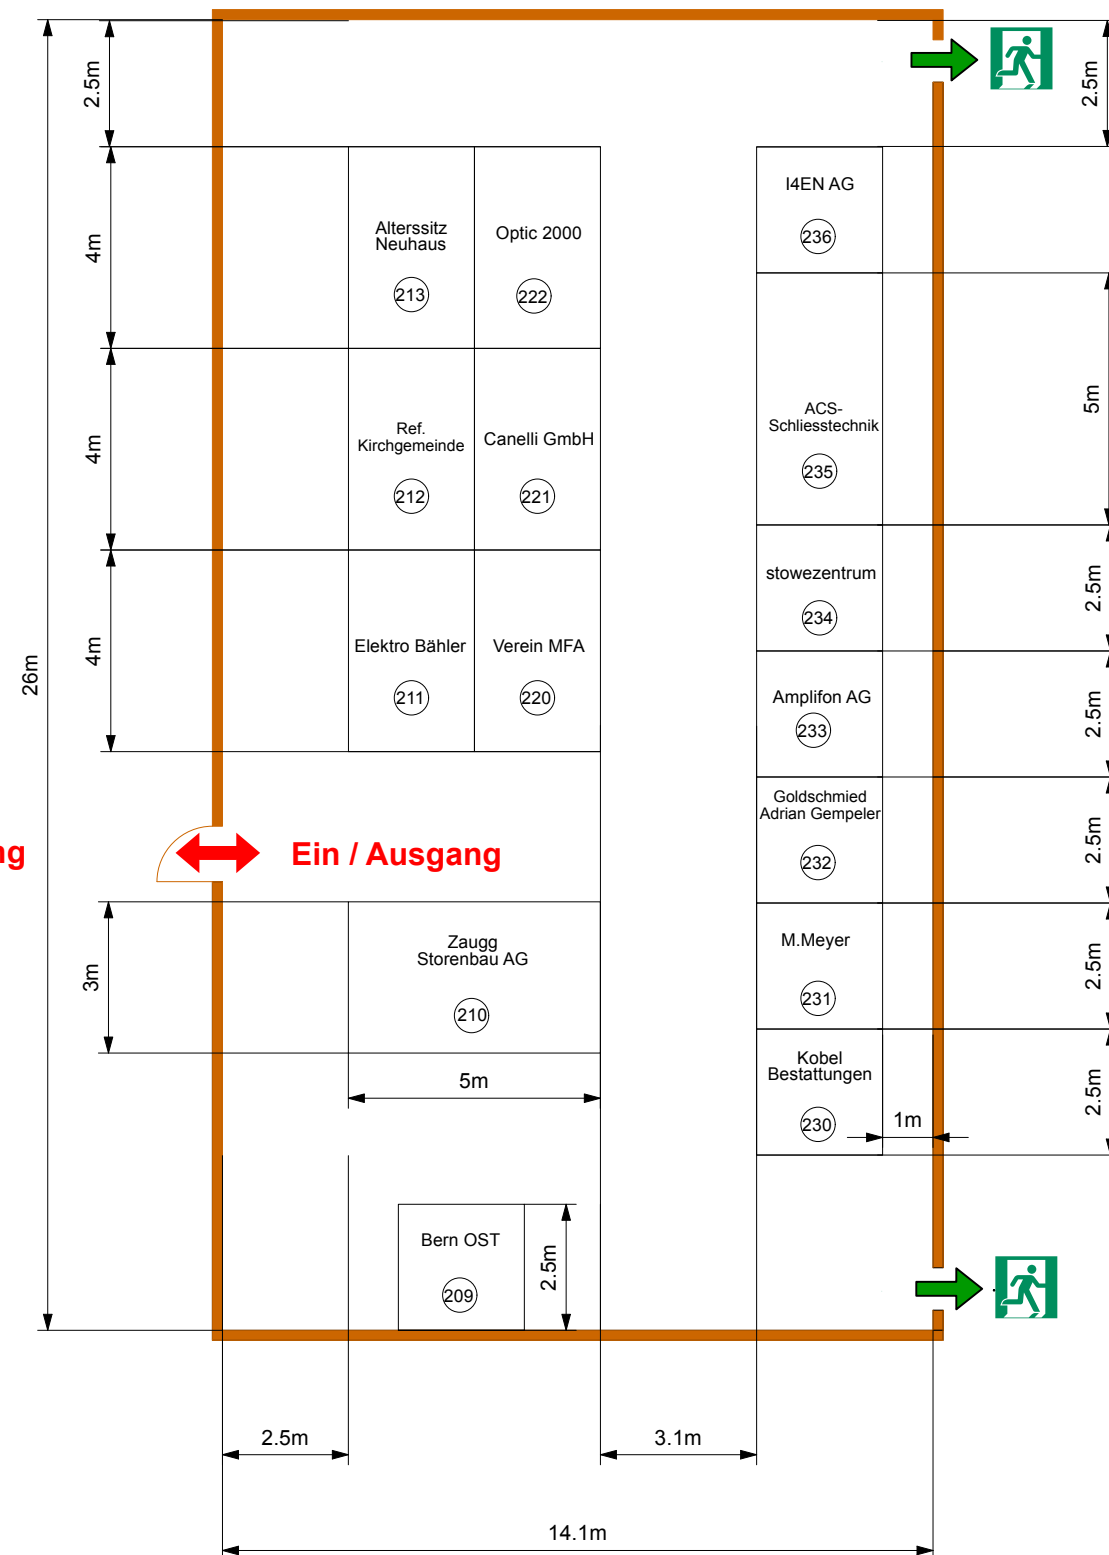 2.5m
2.5m
I4EN AG
236
Alterssitz
Neuhaus
213
Optic 2000
222
4m
5m
ACS-
Schliesstechnik
235
Ref.
Kirchgemeinde
212
Canelli GmbH
221
4m
stowezentrum
234
2.5m
Elektro Bähler
211
Verein MFA
220
4m
26m
Amplifon AG
233
2.5m
Goldschmied
Adrian Gempeler
232
2.5m
ng
Ein / Ausgang
Zaugg
Storenbau AG
210
3m
5m
M.Meyer
231
2.5m
Kobel
Bestattungen
230
1m
2.5m
Bern OST
209
2.5m
2.5m
3.1m
14.1m